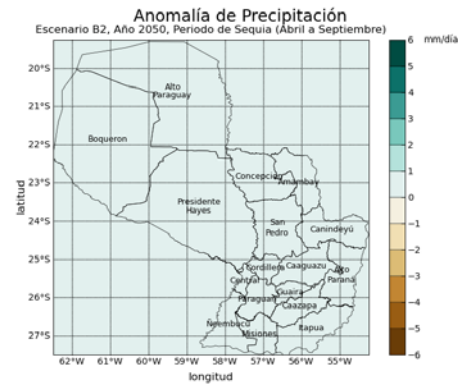 Anomalía de Precipitación
Escenario B2, Año 2050, Periodo de Sequia (Abril a Septiembre)
mm/día
6
5
4
3
2
1
0
−1
−2
−3
−4
−5
−6
20°S
21°S
22°S
23°S
24°S
25°S
26°S
27°S
latitud
Alto
Paraguay
Boqueron
Concepcion
Amambay
Presidente
Hayes
San
Pedro
Canindeyú
Cordillera
Caaguazu
Alto
Paraná
Central
Guaira
Paraguari
Caazapa
Ñeembucú
Misiones
Itapua
62°W
61°W
60°W
59°W
58°W
57°W
56°W
55°W
longitud